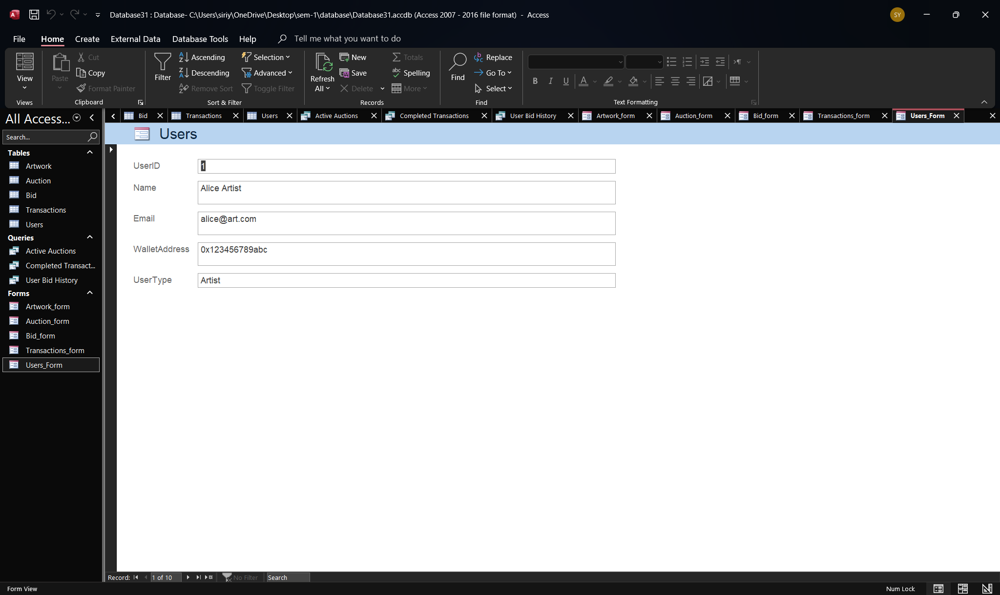 Database31 : Database- C:\Users\siriy\OneDrive\Desktop\sem-1\database\Database31.accdb (Access 2007 - 2016 file format) - Access
SY
File Home Create External Data Database Tools Help Tell me what you want to do
View
Views
Paste
Cut
Copy
Format Painter
Clipboard
Filter
Ascending
Descending
Remove Sort
Selection
Advanced
Toggle Filter
Sort & Filter
Refresh
All
New
Save
Delete
Totals
Spelling
More
Records
Find
Replace
Go To
Select
Find
B I U A
Text Formatting
All Access...
Search...
Tables
Artwork
Auction
Bid
Transactions
Users
Queries
Active Auctions
Completed Transact...
User Bid History
Forms
Artwork_form
Auction_form
Bid_form
Transactions_form
Users_Form
Bid Transactions Users Active Auctions Completed Transactions User Bid History Artwork_form Auction_form Bid_form Transactions_form Users_Form
Users
UserID 1
Name Alice Artist
Email alice@art.com
WalletAddress 0x123456789abc
UserType Artist
Record: 1 of 10 No Filter Search
Form View Num Lock